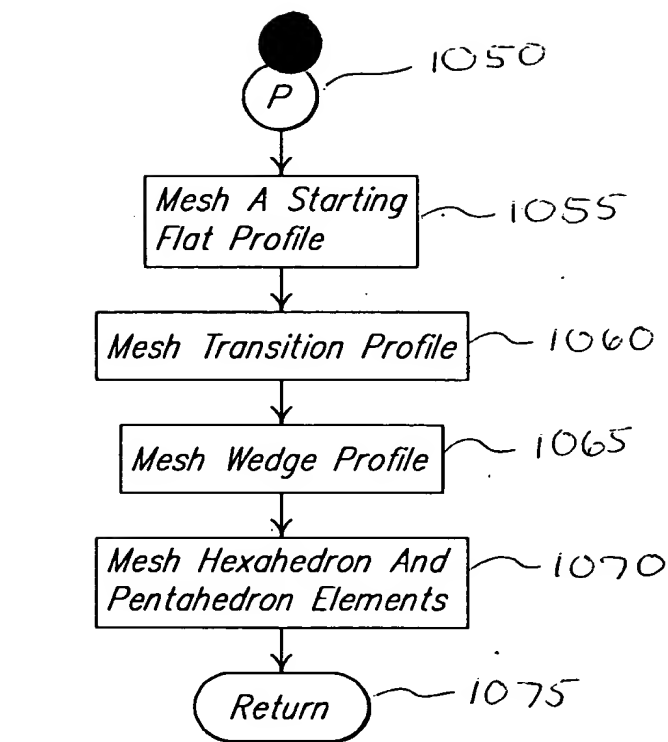 1050
P
Mesh A Starting
Flat Profile
1055
Mesh Transition Profile
1060
Mesh Wedge Profile
1065
Mesh Hexahedron And
Pentahedron Elements
1070
Return
1075